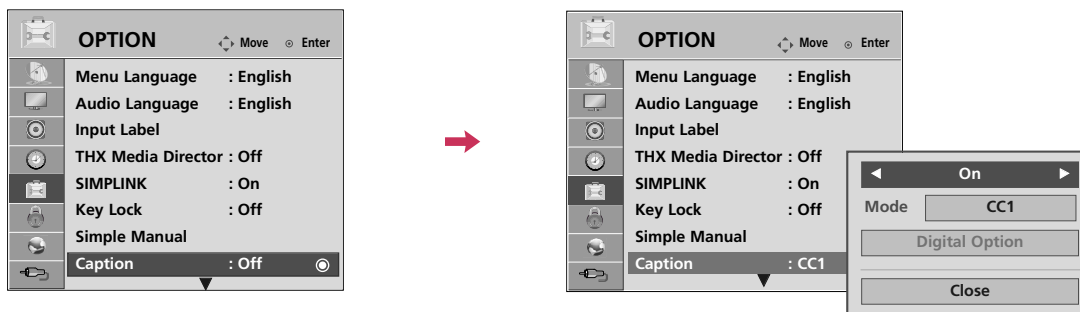 OPTION Move Enter
Menu Language : English
Audio Language : English
Input Label
THX Media Director : Off
SIMPLINK : On
Key Lock : Off
Simple Manual
Caption : Off
OPTION Move Enter
Menu Language : English
Audio Language : English
Input Label
THX Media Director : Off
SIMPLINK : On
Key Lock : Off
Simple Manual
Caption : CC1
On
Mode CC1
Digital Option
Close